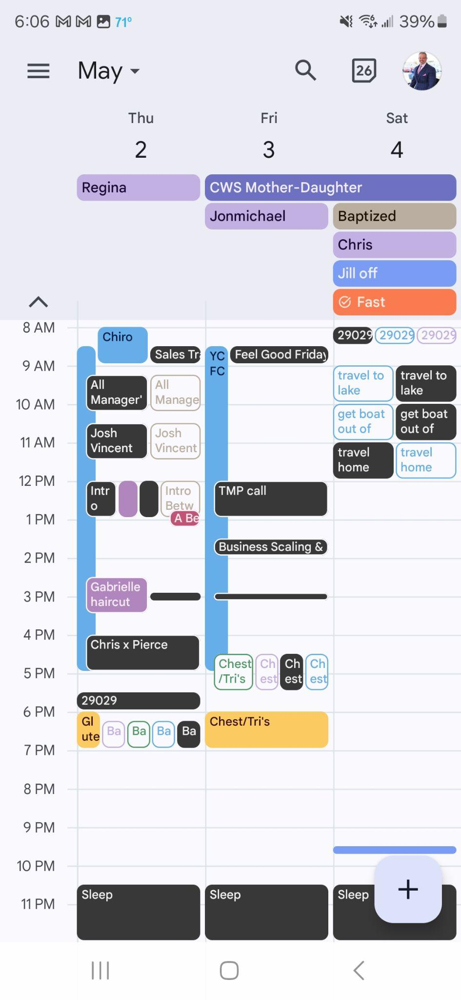 6:06 71°
39%
May
26
Thu
Fri
Sat
2
3
4
Regina
CWS Mother-Daughter
Jonmichael
Baptized
Chris
Jill off
Fast
8 AM
Chiro
29029
29029
29029
Sales Tra
YC
FC
Feel Good Friday
9 AM
All
Manager'
All
Manage
travel to
lake
travel to
lake
10 AM
get boat
out of
get boat
out of
Josh
Vincent
Josh
Vincent
11 AM
travel
home
travel
home
12 PM
Intr
o
Intro
Betw
TMP call
1 PM
A Be
Business Scaling &
2 PM
Gabrielle
haircut
3 PM
4 PM
Chris x Pierce
Chest
/Tri's
Ch
est
Ch
est
Ch
est
5 PM
29029
6 PM
Gl
ute
Ba
Ba
Ba
Ba
Chest/Tri's
7 PM
8 PM
9 PM
10 PM
Sleep
Sleep
Sleep
11 PM